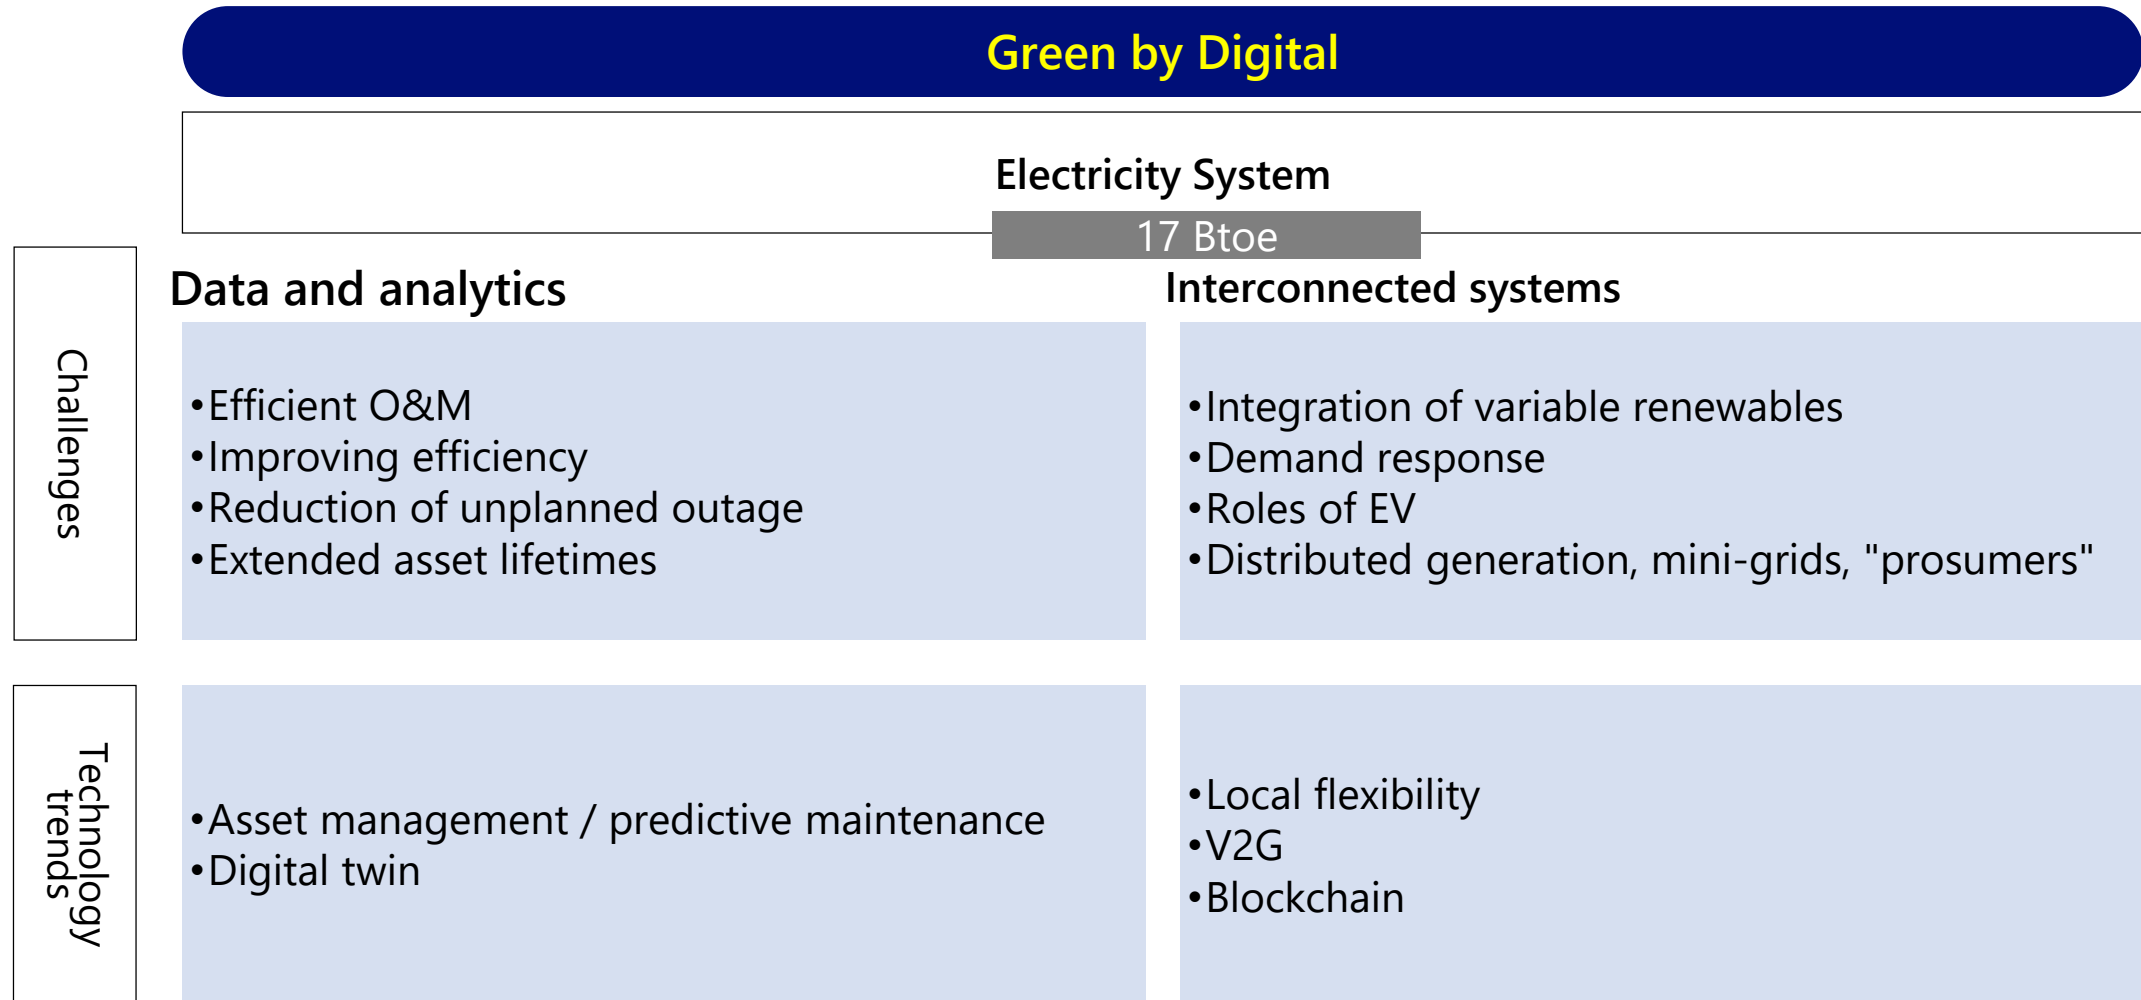 Green by Digital
Electricity System
17 Btoe
Data and analytics
Interconnected systems
Challenges
•Efficient O&M
•Improving efficiency
•Reduction of unplanned outage
•Extended asset lifetimes
•Integration of variable renewables
•Demand response
•Roles of EV
•Distributed generation, mini-grids, "prosumers"
Technology
trends
•Asset management / predictive maintenance
•Digital twin
•Local flexibility
•V2G
•Blockchain